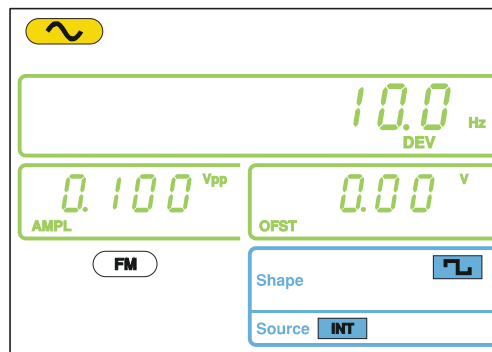 10.0 Hz
DEV
0.100 Vpp
AMPL
0.00 V
OFST
FM
Shape
Source INT